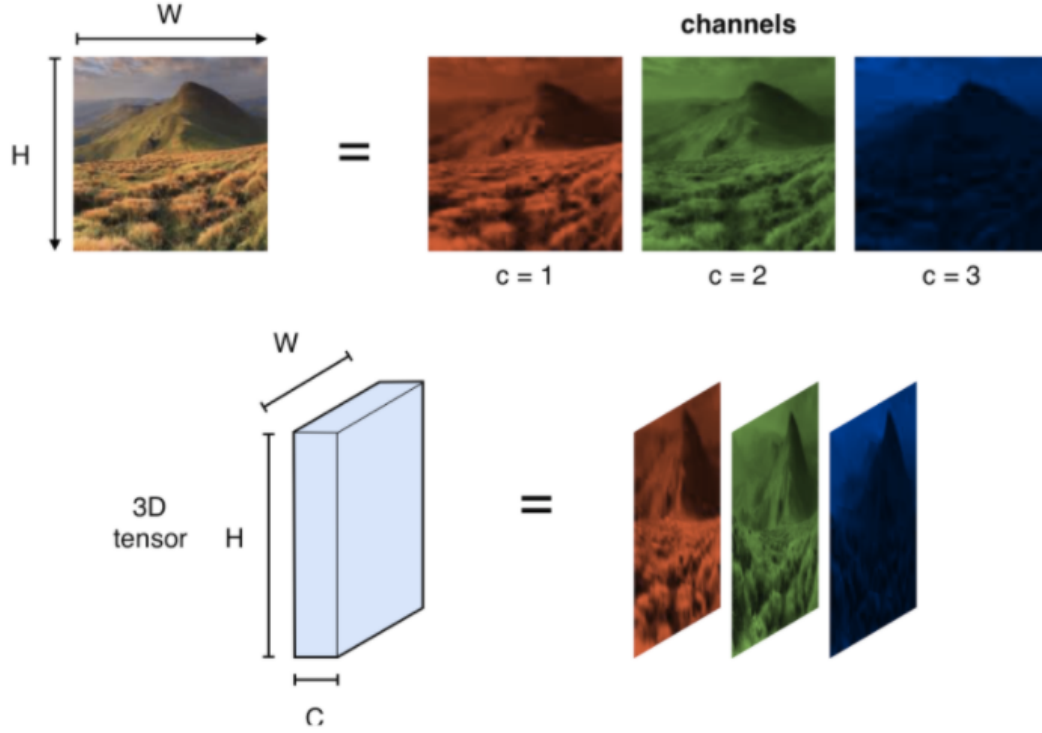 W
channels
H
=
c = 1
c = 2
c = 3
W
3D
tensor
H
=
C